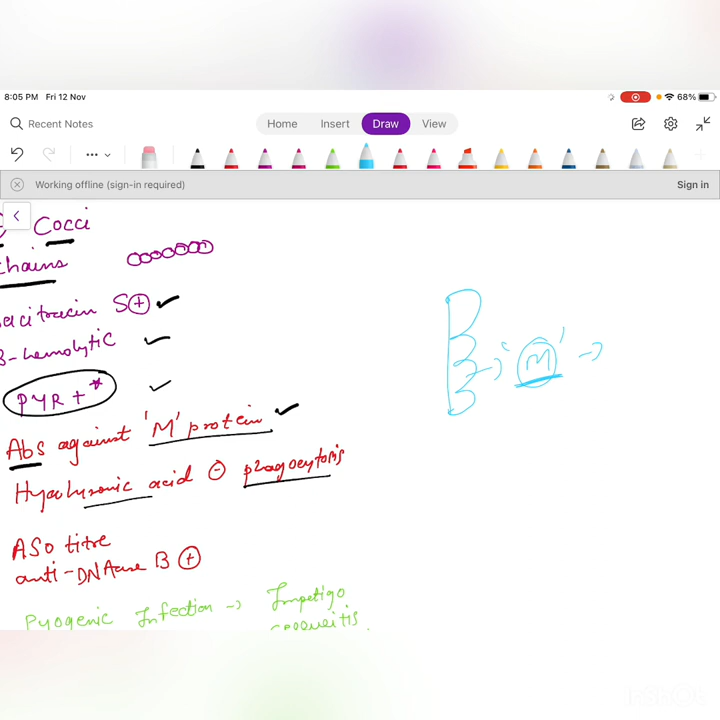 8:05 PM Fri 12 Nov
68%
Recent Notes
Home Insert Draw View
Working offline (sign-in required)
Sign in
Cocci
chains
acitracin S+
B-hemolytic
PYR +*
Abs against 'M' protein
'M' →
Hyaluronic acid ⊖ phagocytosis
ASO titre
anti-DNAase B ⊕
Pyogenic Infection → Impetigo